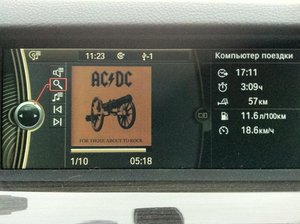 11:23
-1
Компьютер поездки
AC/DC
FOR THOSE ABOUT TO ROCK
1/10
05:18
17:11
3:09ч
57км
11.6л/100км
18.6км/ч